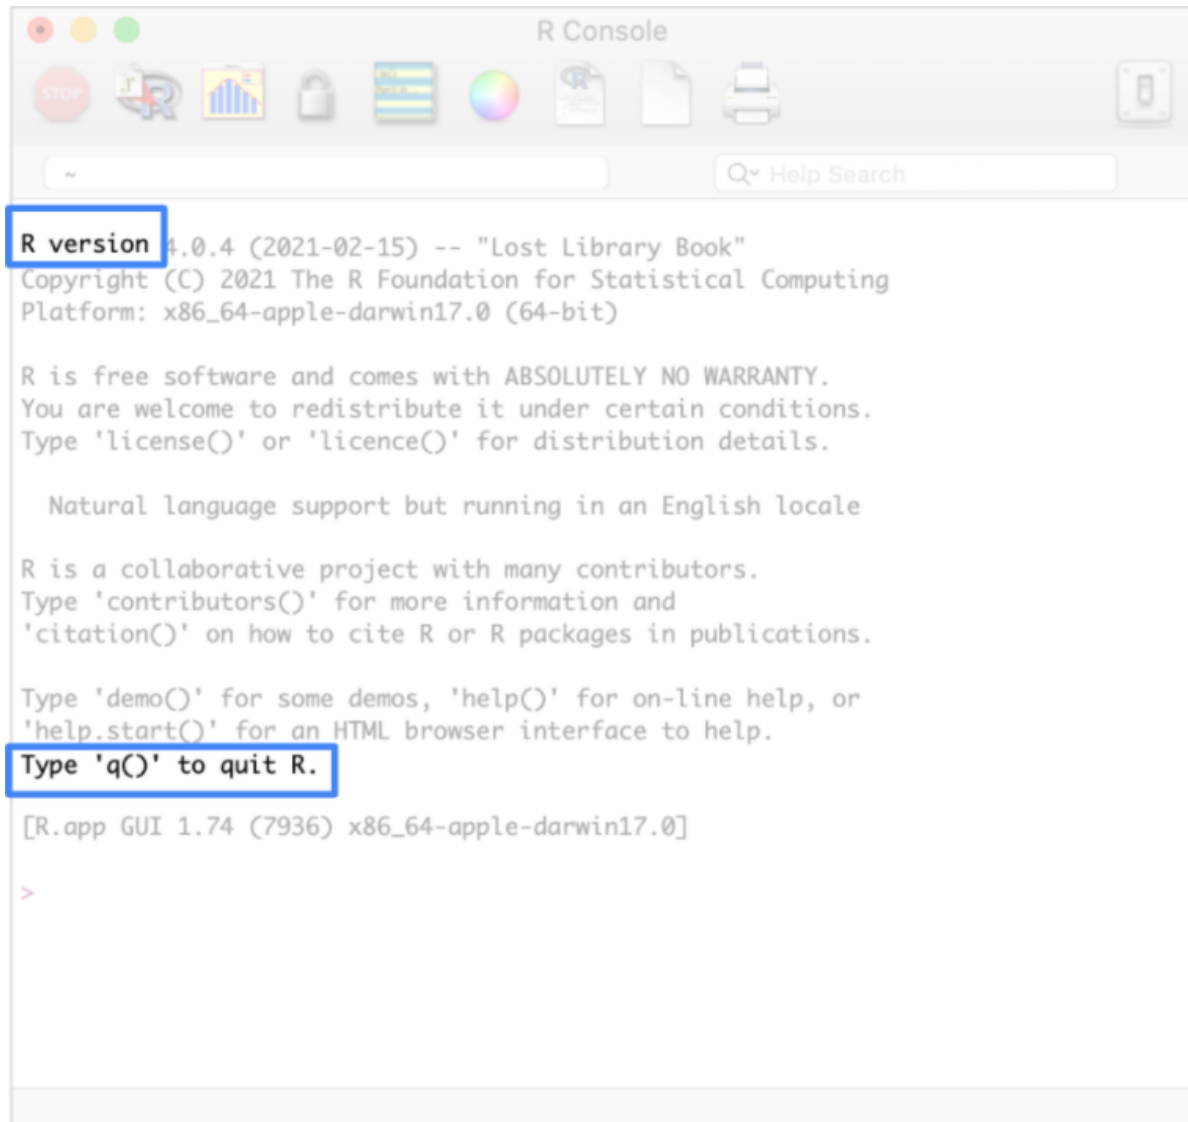 R Console
STOP
~
Help Search
R version 4.0.4 (2021-02-15) -- "Lost Library Book"
Copyright (C) 2021 The R Foundation for Statistical Computing
Platform: x86_64-apple-darwin17.0 (64-bit)
R is free software and comes with ABSOLUTELY NO WARRANTY.
You are welcome to redistribute it under certain conditions.
Type 'license()' or 'licence()' for distribution details.
Natural language support but running in an English locale
R is a collaborative project with many contributors.
Type 'contributors()' for more information and
'citation()' on how to cite R or R packages in publications.
Type 'demo()' for some demos, 'help()' for on-line help, or
'help.start()' for an HTML browser interface to help.
Type 'q()' to quit R.
[R.app GUI 1.74 (7936) x86_64-apple-darwin17.0]
>